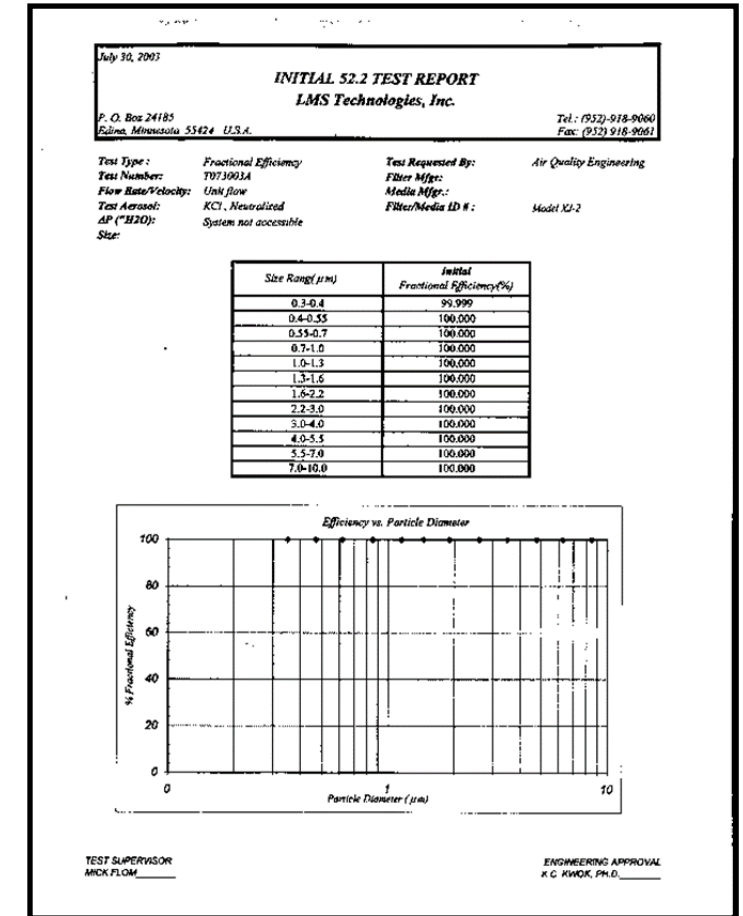 July 30, 2003
INITIAL 52.2 TEST REPORT
LMS Technologies, Inc.
P. O. Box 24185 Tel.: (952)-918-9060
Edina, Minnesota 55424 U.S.A. Fax: (952) 918-9061
Test Type : Fractional Efficiency Test Requested By: Air Quality Engineering
Test Number: T073003A Filter Mfgr:
Flow Rate/Velocity: Unit flow Media Mfgr.:
Test Aerosol: KCl , Neutralized Filter/Media ID # : Model XJ-2
ΔP ("H2O): System not accessible
Size:
Size Rang(µm) Initial
Fractional Efficiency(%)
0.3-0.4 99.999
0.4-0.55 100.000
0.55-0.7 100.000
0.7-1.0 100.000
1.0-1.3 100.000
1.3-1.6 100.000
1.6-2.2 100.000
2.2-3.0 100.000
3.0-4.0 100.000
4.0-5.5 100.000
5.5-7.0 100.000
7.0-10.0 100.000
Efficiency vs. Particle Diameter
100
80
60
40
20
0
% Fractional Efficiency
0 1 10
Particle Diameter (µm)
TEST SUPERVISOR ENGINEERING APPROVAL
MICK FLOM______ K.C. KWOK, PH.D.______